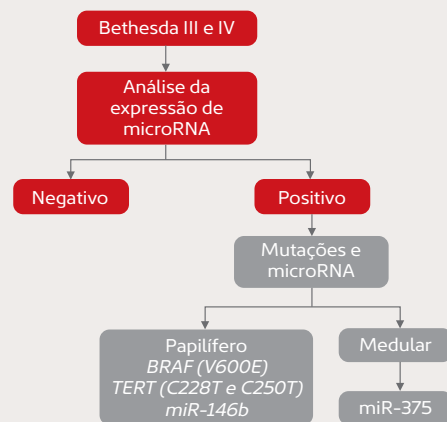 Bethesda III e IV
Análise da
expressão de
microRNA
Negativo
Positivo
Mutações e
microRNA
Papilífero
BRAF (V600E)
TERT (C228T e C250T)
miR-146b
Medular
miR-375